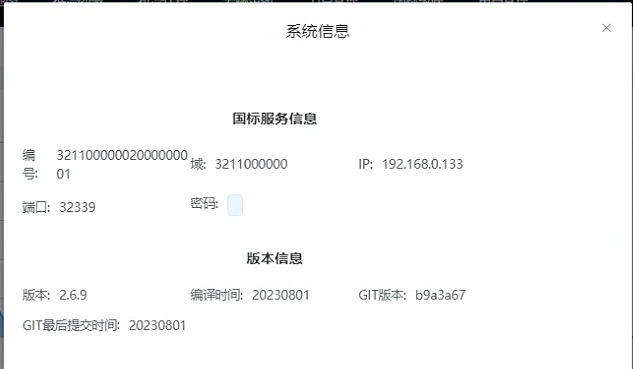 系统信息
国标服务信息
编号: 32110000002000000001 域: 3211000000 IP: 192.168.0.133
端口: 32339 密码:
版本信息
版本: 2.6.9 编译时间: 20230801 GIT版本: b9a3a67
GIT最后提交时间: 20230801